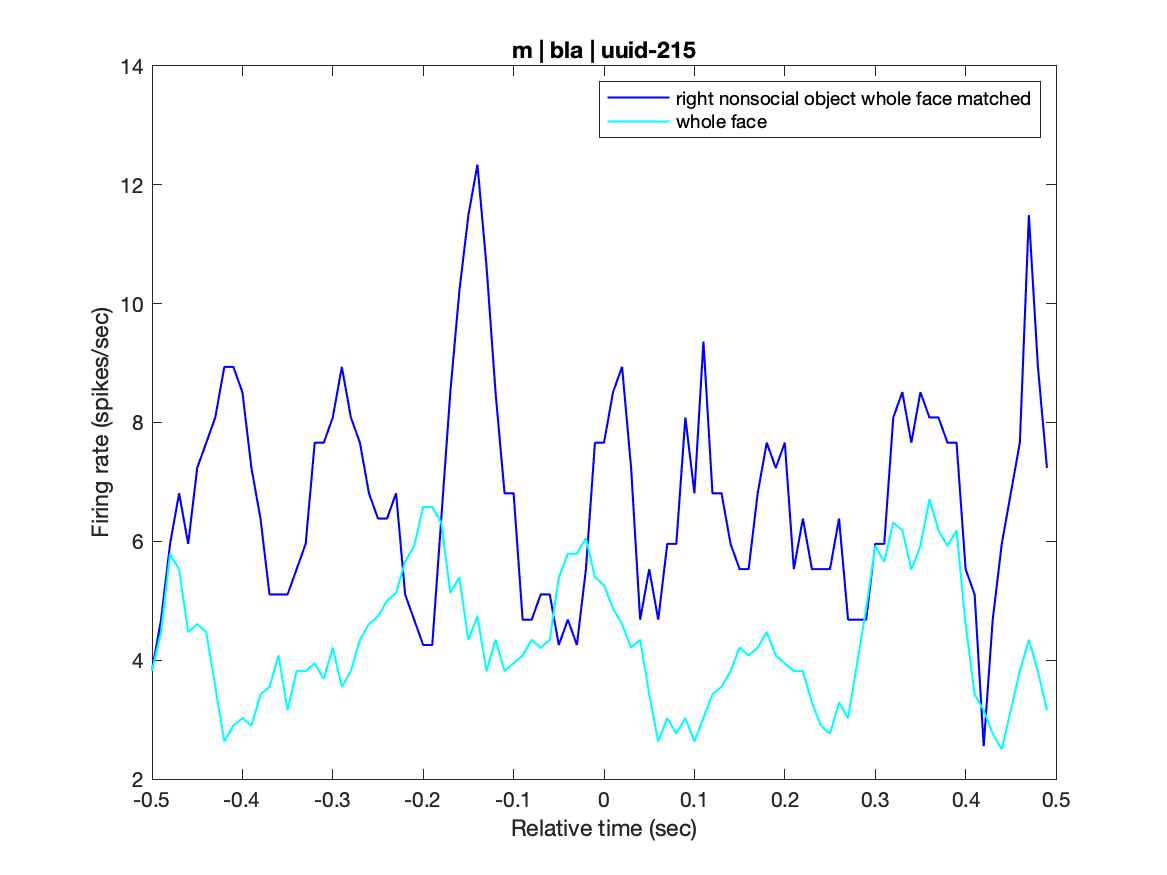 m | bla | uuid-215
14
12
10
8
6
4
2
Firing rate (spikes/sec)
right nonsocial object whole face matched
whole face
-0.5 -0.4 -0.3 -0.2 -0.1 0 0.1 0.2 0.3 0.4 0.5
Relative time (sec)